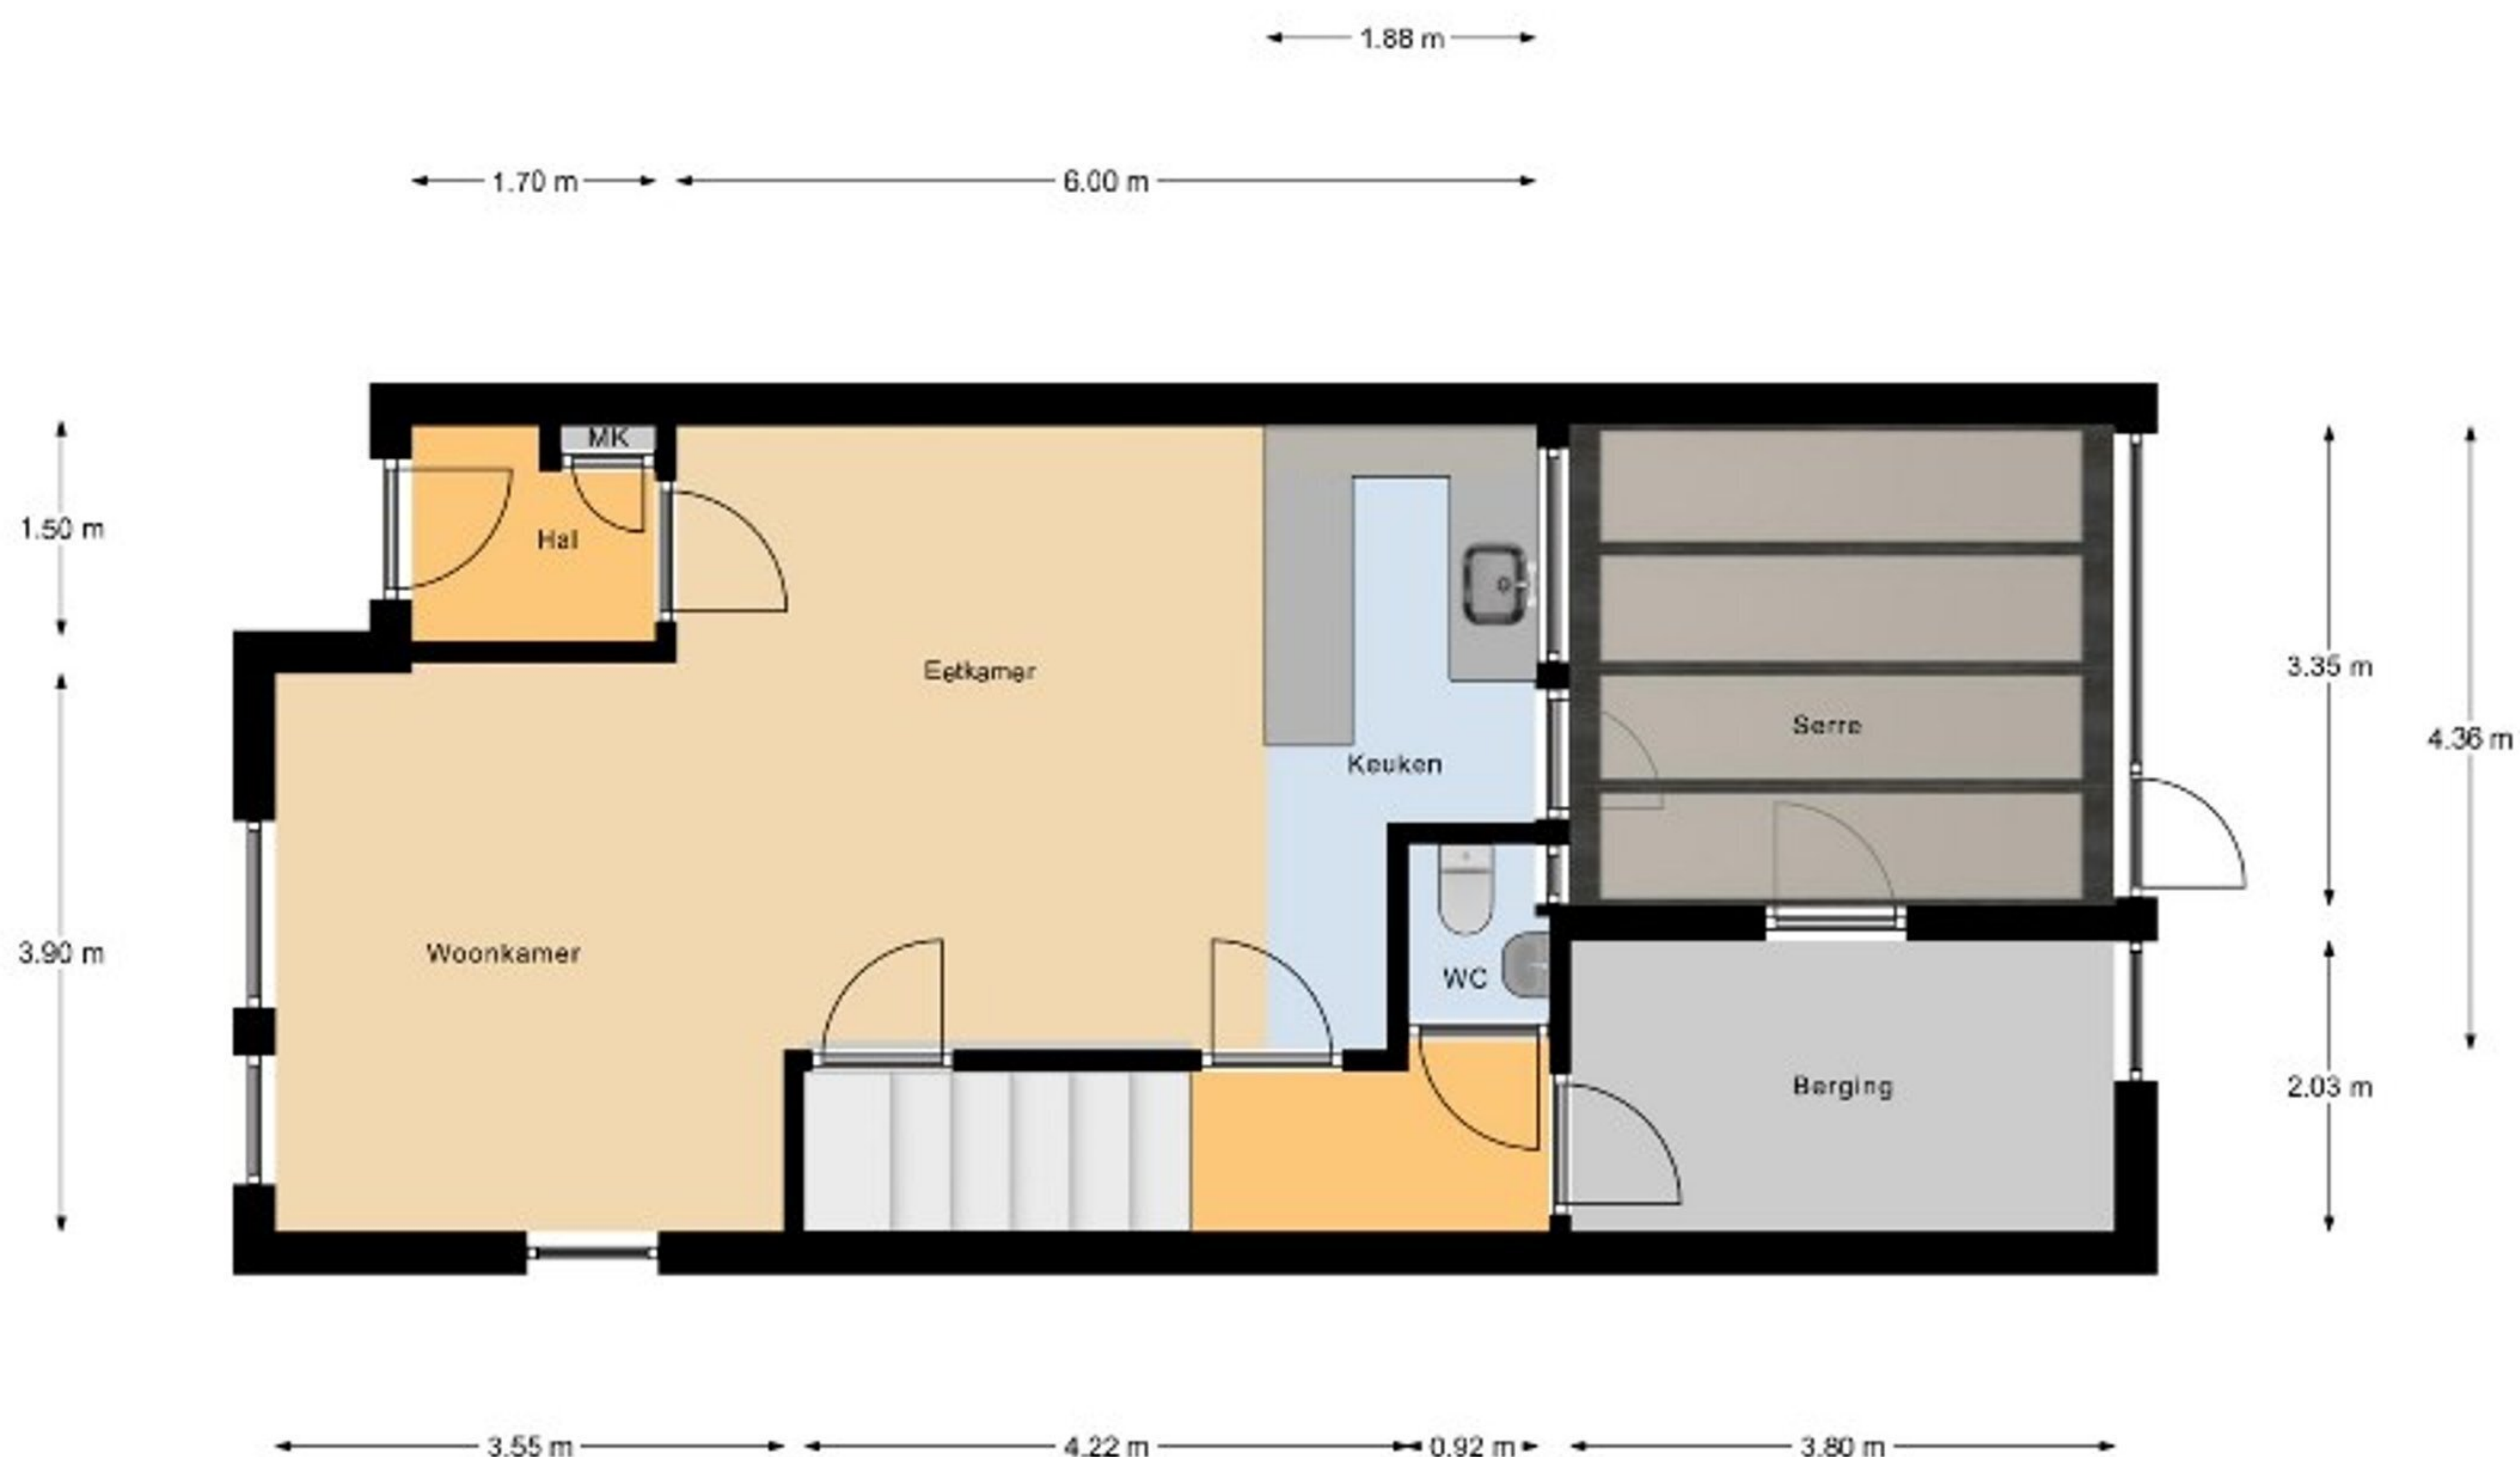 1.88 m
1.70 m
6.00 m
MK
1.50 m
Hal
Eetkamer
3.35 m
Serre
4.36 m
Keuken
3.90 m
Woonkamer
WC
Berging
2.03 m
3.55 m
4.22 m
0.92 m
3.80 m